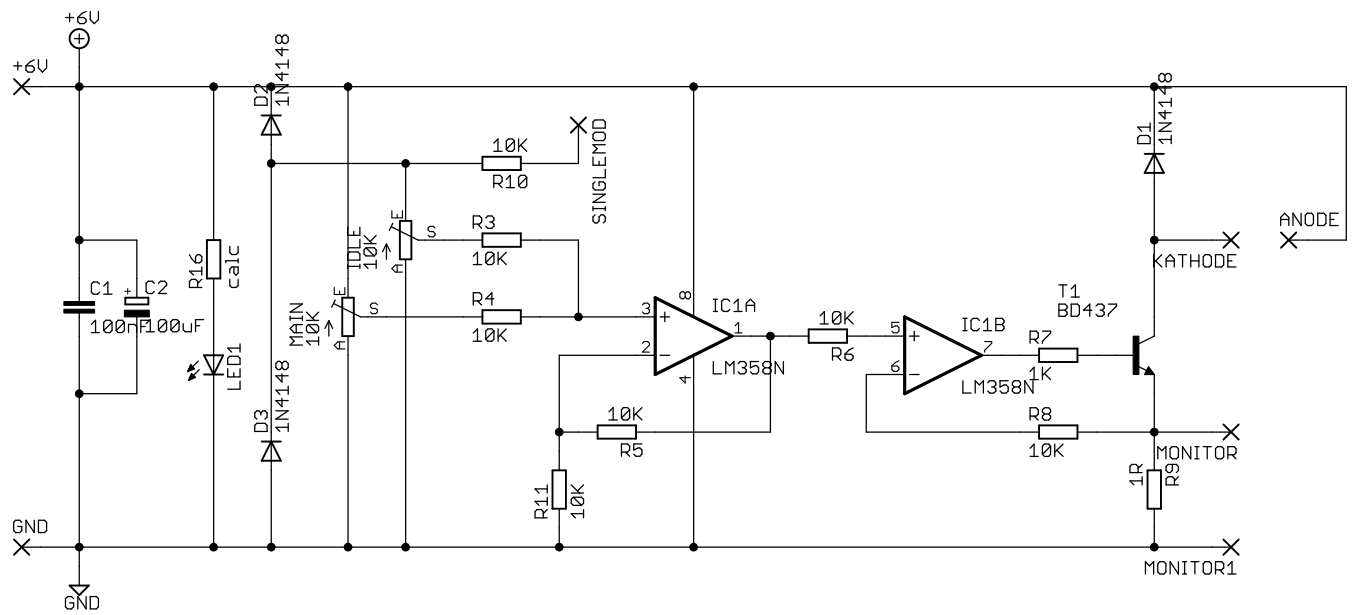 +6V
+6V
D2
1N4148
D1
1N4148
10K
R10
SINGLEMOD
E
IDLE
10K
A
S
R3
10K
ANODE
KATHODE
R16
calc
C1
100nF
+
C2
100uF
MAIN
10K
E
A
S
R4
10K
3
+
2
-
8
4
IC1A
1
LM358N
10K
R6
5
+
6
-
IC1B
7
LM358N
R7
1K
T1
BD437
LED1
D3
1N4148
10K
R5
R8
10K
MONITOR
R11
10K
1R
R9
GND
MONITOR1
GND